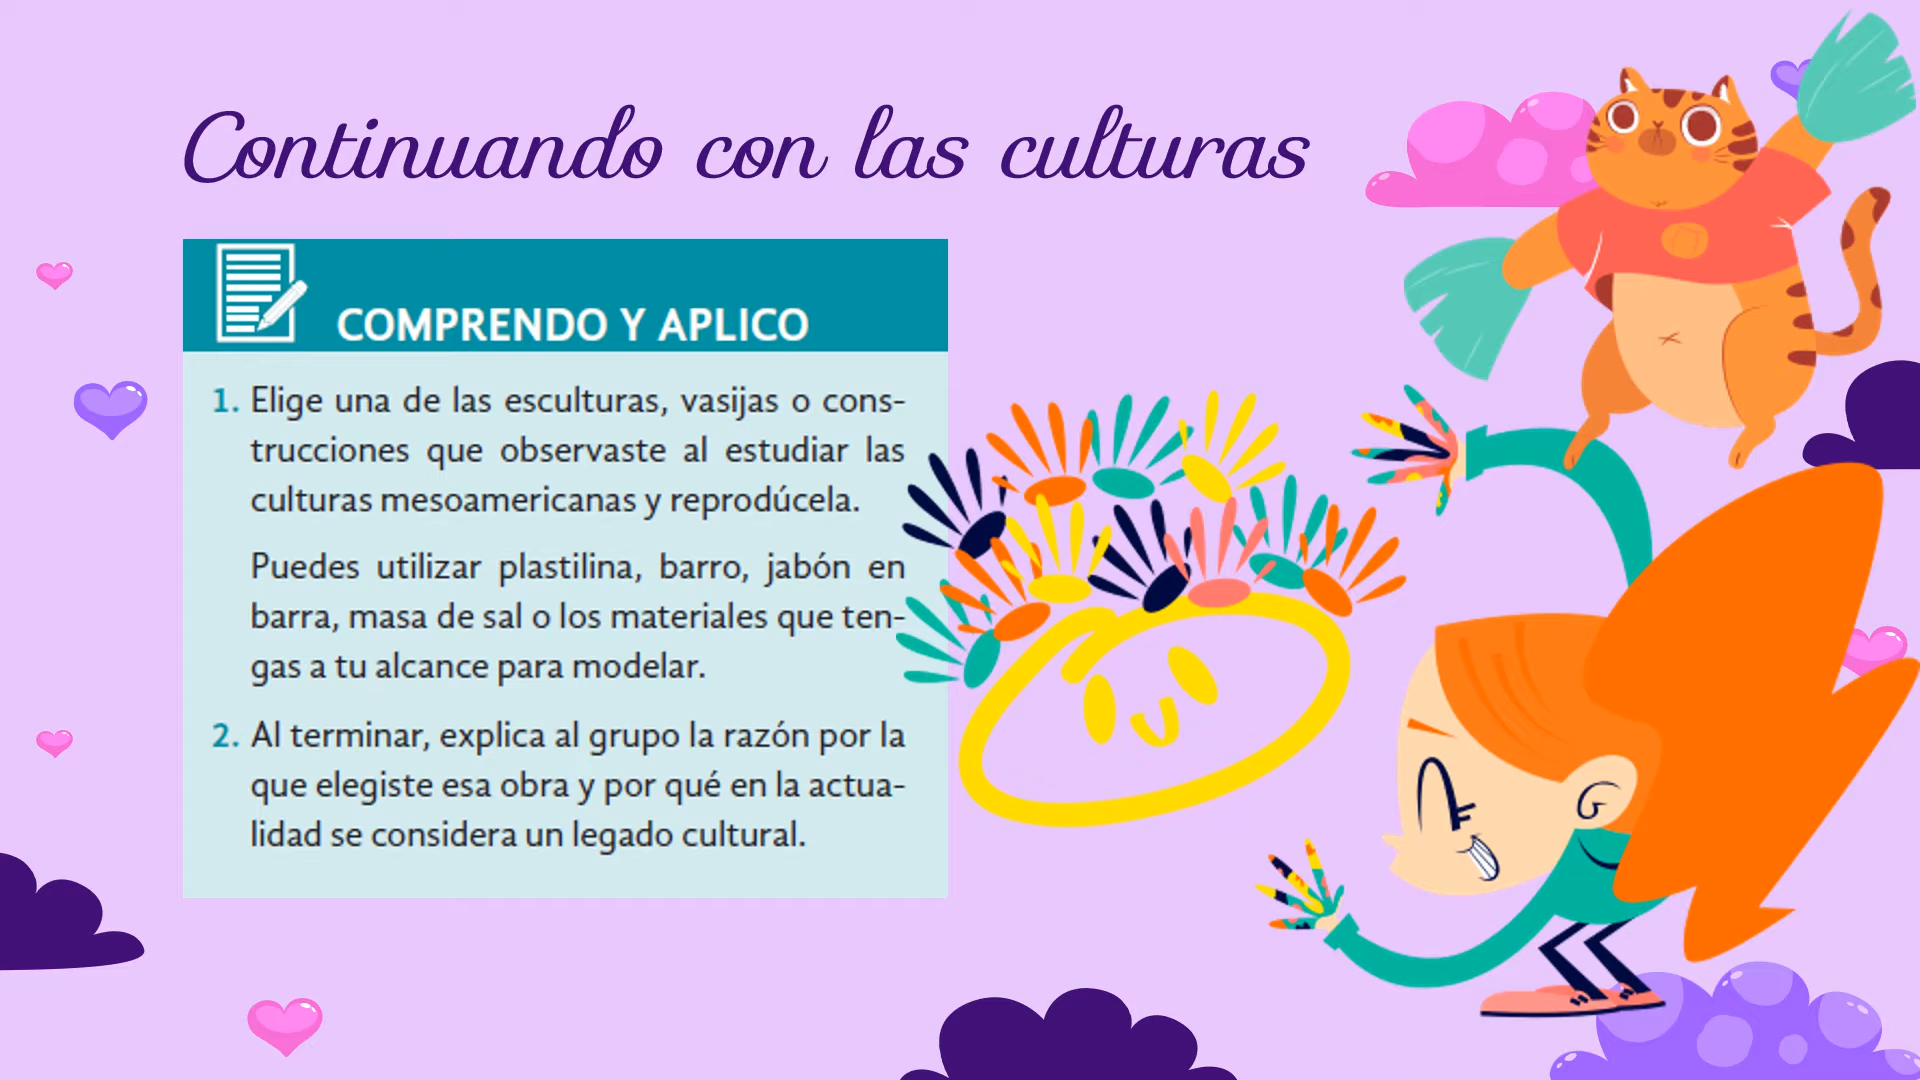 Continuando con las culturas
COMPRENDO Y APLICO
1. Elige una de las esculturas, vasijas o cons-
trucciones que observaste al estudiar las
culturas mesoamericanas y reprodúcela.
Puedes utilizar plastilina, barro, jabón en
barra, masa de sal o los materiales que ten-
gas a tu alcance para modelar.
2. Al terminar, explica al grupo la razón por la
que elegiste esa obra y por qué en la actua-
lidad se considera un legado cultural.